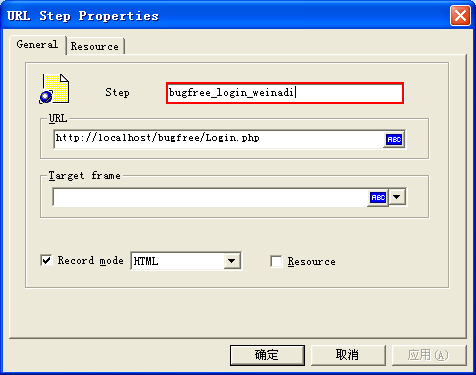 URL Step Properties
General
Resource
Step
bugfree_login_weinadi
URL
http://localhost/bugfree/Login.php
ABC
Target frame
ABC
Record mode
HTML
Resource
确定
取消
应用(A)